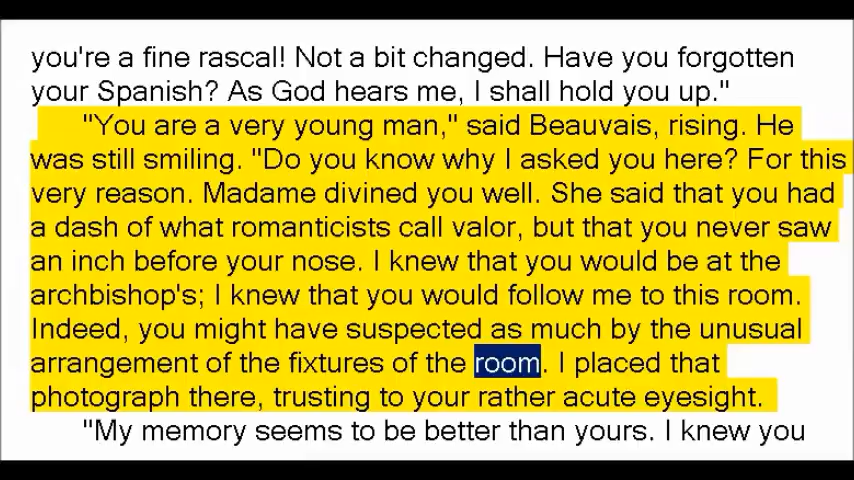 you're a fine rascal! Not a bit changed. Have you forgotten
your Spanish? As God hears me, I shall hold you up."
"You are a very young man," said Beauvais, rising. He
was still smiling. "Do you know why I asked you here? For this
very reason. Madame divined you well. She said that you had
a dash of what romanticists call valor, but that you never saw
an inch before your nose. I knew that you would be at the
archbishop's; I knew that you would follow me to this room.
Indeed, you might have suspected as much by the unusual
arrangement of the fixtures of the room. I placed that
photograph there, trusting to your rather acute eyesight.
"My memory seems to be better than yours. I knew you